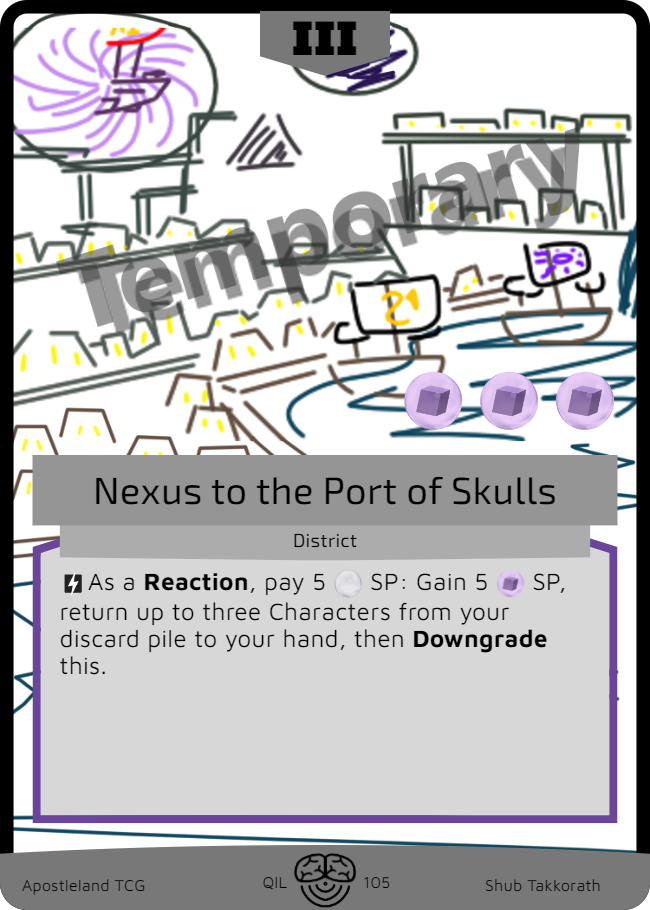 III
Temporary
Nexus to the Port of Skulls
District
As a Reaction, pay 5 SP: Gain 5 SP,
return up to three Characters from your
discard pile to your hand, then Downgrade
this.
Apostleland TCG
QIL 105
Shub Takkorath